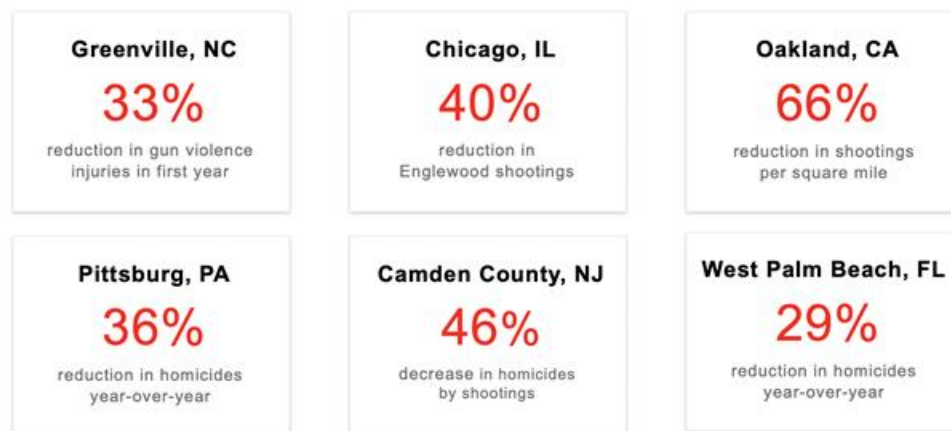 Greenville, NC
33%
reduction in gun violence
injuries in first year
Chicago, IL
40%
reduction in
Englewood shootings
Oakland, CA
66%
reduction in shootings
per square mile
Pittsburg, PA
36%
reduction in homicides
year-over-year
Camden County, NJ
46%
decrease in homicides
by shootings
West Palm Beach, FL
29%
reduction in homicides
year-over-year